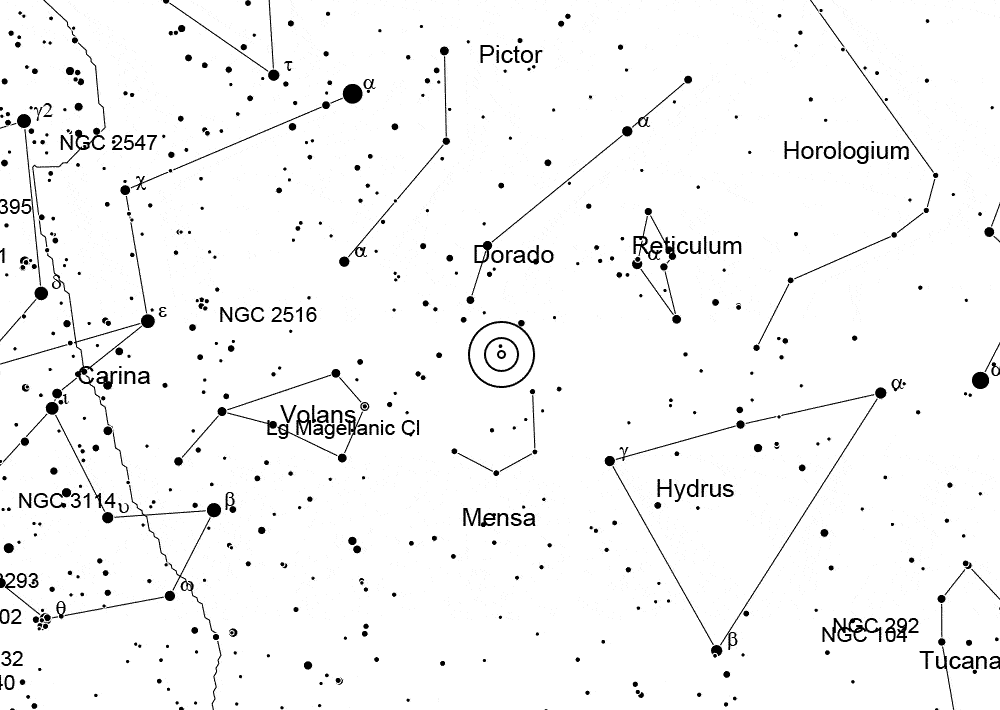 Pictor
τ
α
γ2
α
NGC 2547
Horologium
χ
395
Reticulum
α
Dorado
α
1
δ
ε
NGC 2516
Carina
α
ι
Volans
Lg Magellanic Cl
γ
Hydrus
NGC 3114
υ
β
Mensa
ω
3293
θ
02
NGC 292
NGC 104
β
32
Tucana
40